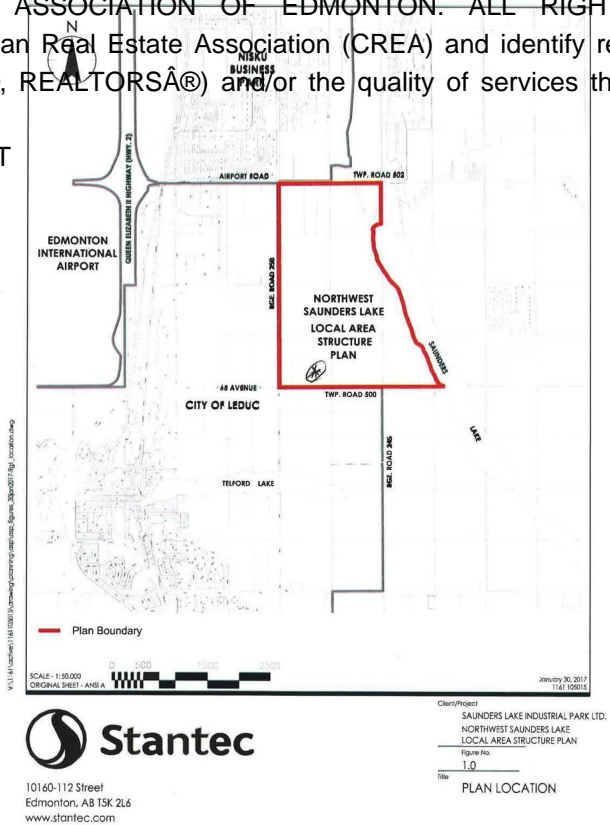 ASSOCIATION OF EDMONTON. ALL RIGH
an Real Estate Association (CREA) and identify re
, REALTORSÂ®) and/or the quality of services th
T
N
NISKU
BUSINESS
PARK
AIRPORT ROAD
TWP. ROAD 502
QUEEN ELIZABETH II HIGHWAY (HWY. 2)
EDMONTON
INTERNATIONAL
AIRPORT
RGE. ROAD 250
NORTHWEST
SAUNDERS LAKE
LOCAL AREA
STRUCTURE
PLAN
SAUNDERS
LAKE
65 AVENUE
TWP. ROAD 500
CITY OF LEDUC
RGE. ROAD 245
TELFORD LAKE
Plan Boundary
0 500 1500 2500
SCALE - 1:50,000
ORIGINAL SHEET - ANSI A
January 30, 2017
1161 105015
Stantec
10160-112 Street
Edmonton, AB T5K 2L6
www.stantec.com
Client/Project
SAUNDERS LAKE INDUSTRIAL PARK LTD.
NORTHWEST SAUNDERS LAKE
LOCAL AREA STRUCTURE PLAN
Figure No.
1.0
Title
PLAN LOCATION